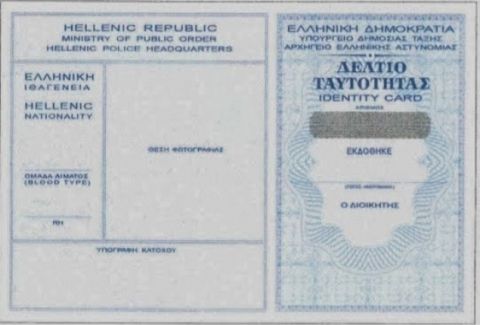 HELLENIC REPUBLIC
MINISTRY OF PUBLIC ORDER
HELLENIC POLICE HEADQUARTERS
ΕΛΛΗΝΙΚΗ
ΙΘΑΓΕΝΕΙΑ
HELLENIC
NATIONALITY
ΘΕΣΗ ΦΩΤΟΓΡΑΦΙΑΣ
ΟΜΑΔΑ ΑΙΜΑΤΟΣ
(BLOOD TYPE)
RH
ΥΠΟΓΡΑΦΗ ΚΑΤΟΧΟΥ
ΕΛΛΗΝΙΚΗ ΔΗΜΟΚΡΑΤΙΑ
ΥΠΟΥΡΓΕΙΟ ΔΗΜΟΣΙΑΣ ΤΑΞΗΣ
ΑΡΧΗΓΕΙΟ ΕΛΛΗΝΙΚΗΣ ΑΣΤΥΝΟΜΙΑΣ
ΔΕΛΤΙΟ
ΤΑΥΤΟΤΗΤΑΣ
IDENTITY CARD
ΕΚΔΟΘΗΚΕ
Ο ΔΙΟΙΚΗΤΗΣ